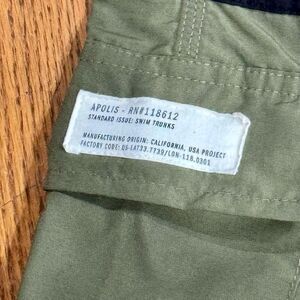 APOLIS - RN#118612
STANDARD ISSUE: SWIM TRUNKS
MANUFACTURING ORIGIN: CALIFORNIA, USA PROJECT
FACTORY CODE: US-LAT33.7739/LON-118.0301